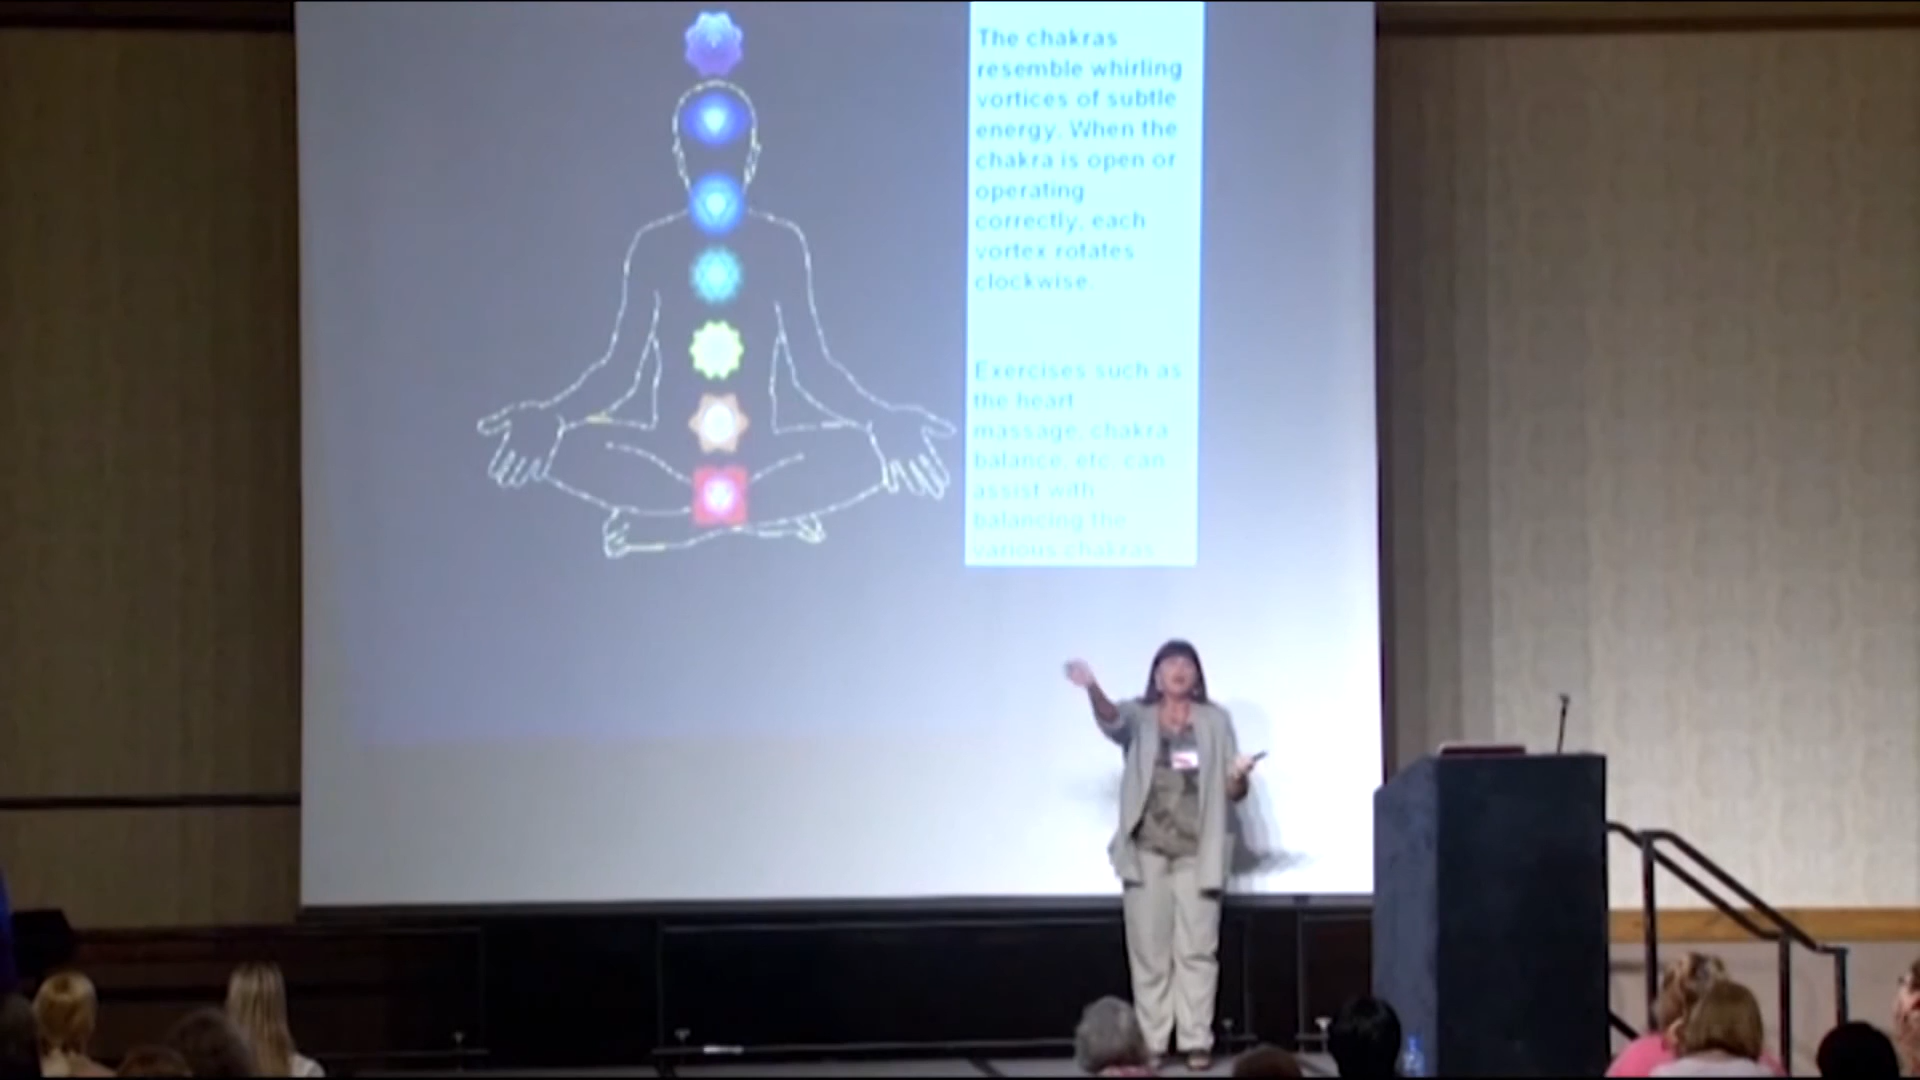 The chakras
resemble whirling
vortices of subtle
energy. When the
chakra is open or
operating
correctly, each
vortex rotates
clockwise.
Exercises such as
the heart
massage, chakra
balance, etc. can
assist with
balancing the
various chakras